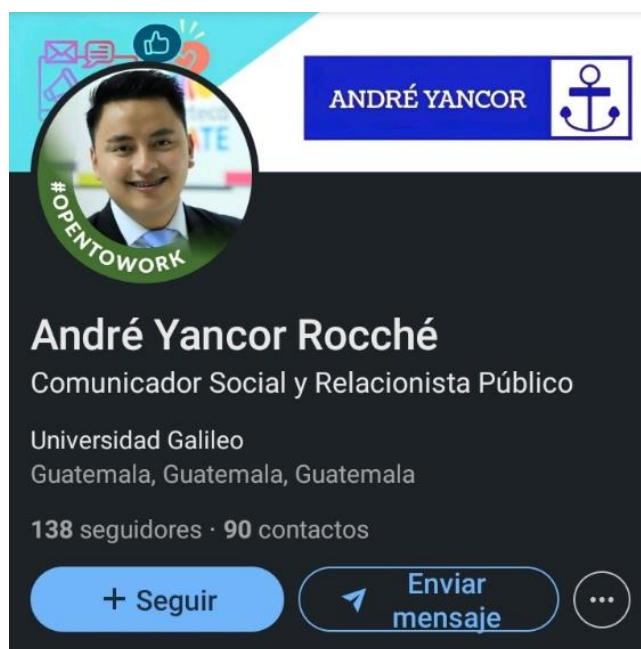 ANDRÉ YANCOR
#OPENTOWORK
André Yancor Rocché
Comunicador Social y Relacionista Público
Universidad Galileo
Guatemala, Guatemala, Guatemala
138 seguidores · 90 contactos
+ Seguir
Enviar
mensaje